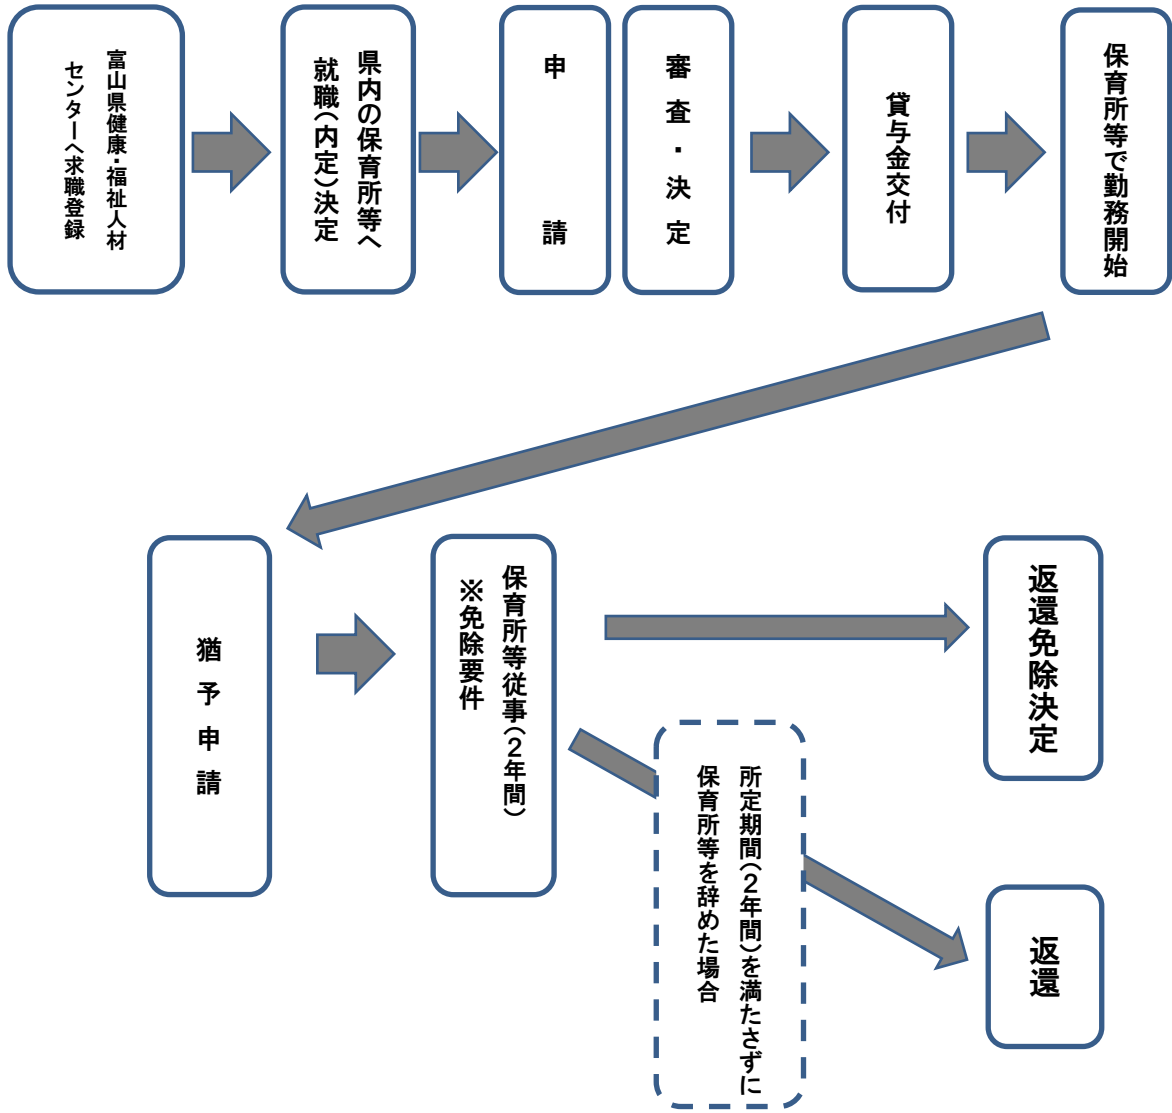 富山県健康・福祉人材
センターへ求職登録
県内の保育所等へ
就職(内定)決定
申請
審査・決定
貸与金交付
保育所等で勤務開始
猶予申請
保育所等従事(2年間)
※免除要件
返還免除決定
所定期間(2年間)を満たさずに
保育所等を辞めた場合
返還